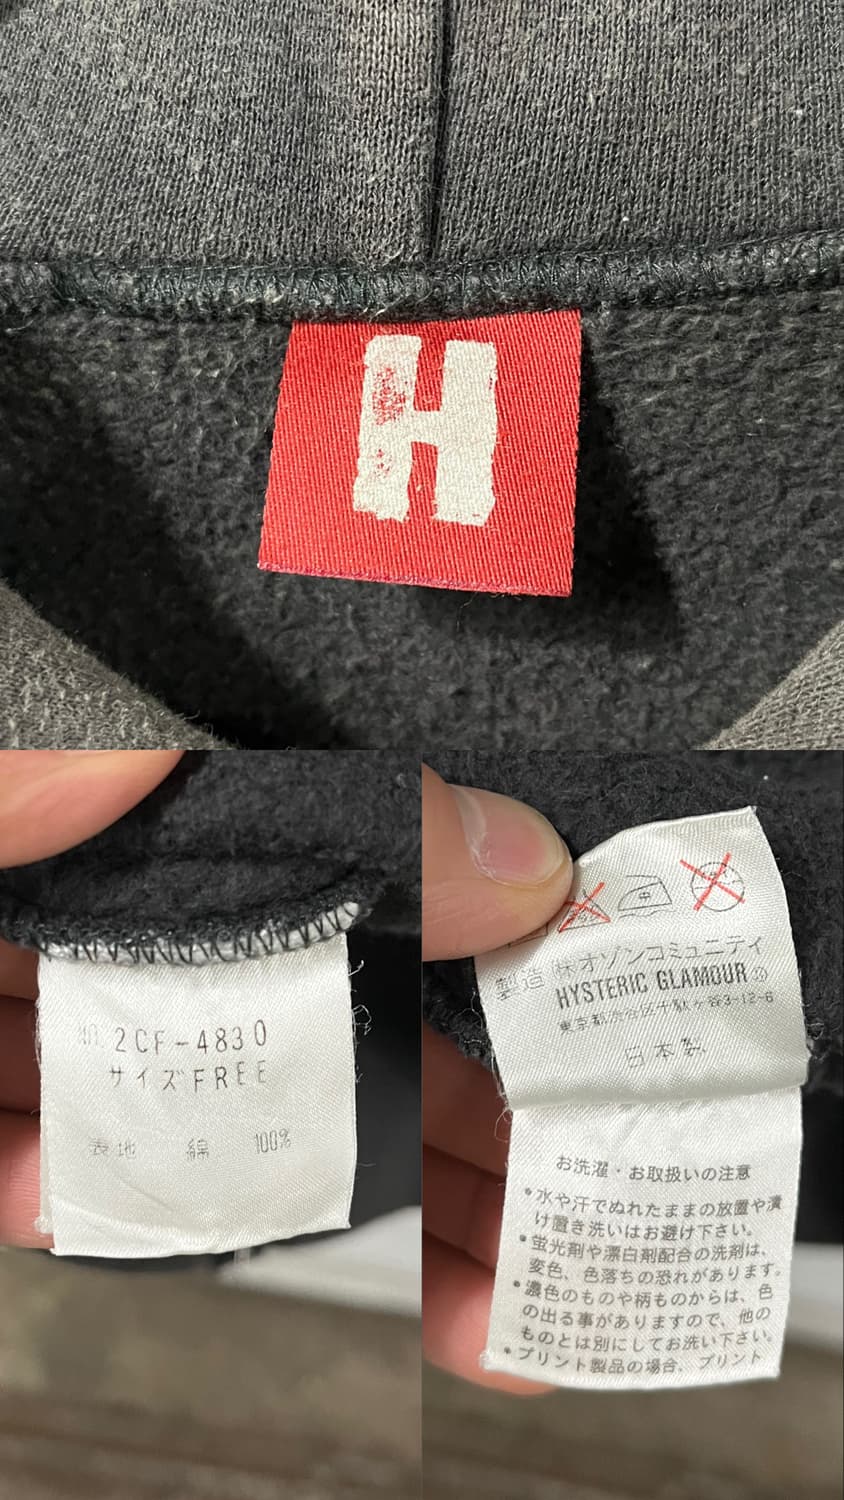 H
NO. 2CF-4830
サイズFREE
表地 綿 100%
製造 ㈱オゾンコミュニティ
HYSTERIC GLAMOUR
東京都渋谷区千駄ヶ谷3-12-6
日本製
お洗濯・お取扱いの注意
•水や汗でぬれたままの放置や漬
け置き洗いはお避け下さい。
•蛍光剤や漂白剤配合の洗剤は、
変色、色落ちの恐れがあります。
•濃色のものや柄ものからは、色
の出る事がありますので、他の
ものとは別にしてお洗い下さい。
•プリント製品の場合、プリント